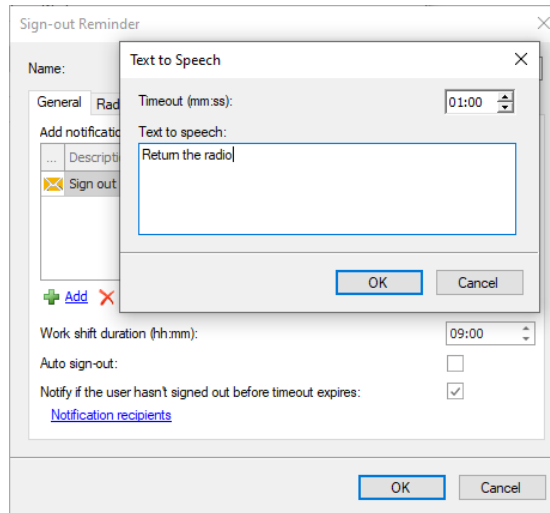 Sign-out Reminder
Text to Speech
Name:
Timeout (mm:ss):
01:00
General
Rad
Text to speech:
Return the radio
Add notificatio
...
Descripti
Sign out
OK
Cancel
Add
Work shift duration (hh:mm):
09:00
Auto sign-out:
Notify if the user hasn't signed out before timeout expires:
Notification recipients
OK
Cancel